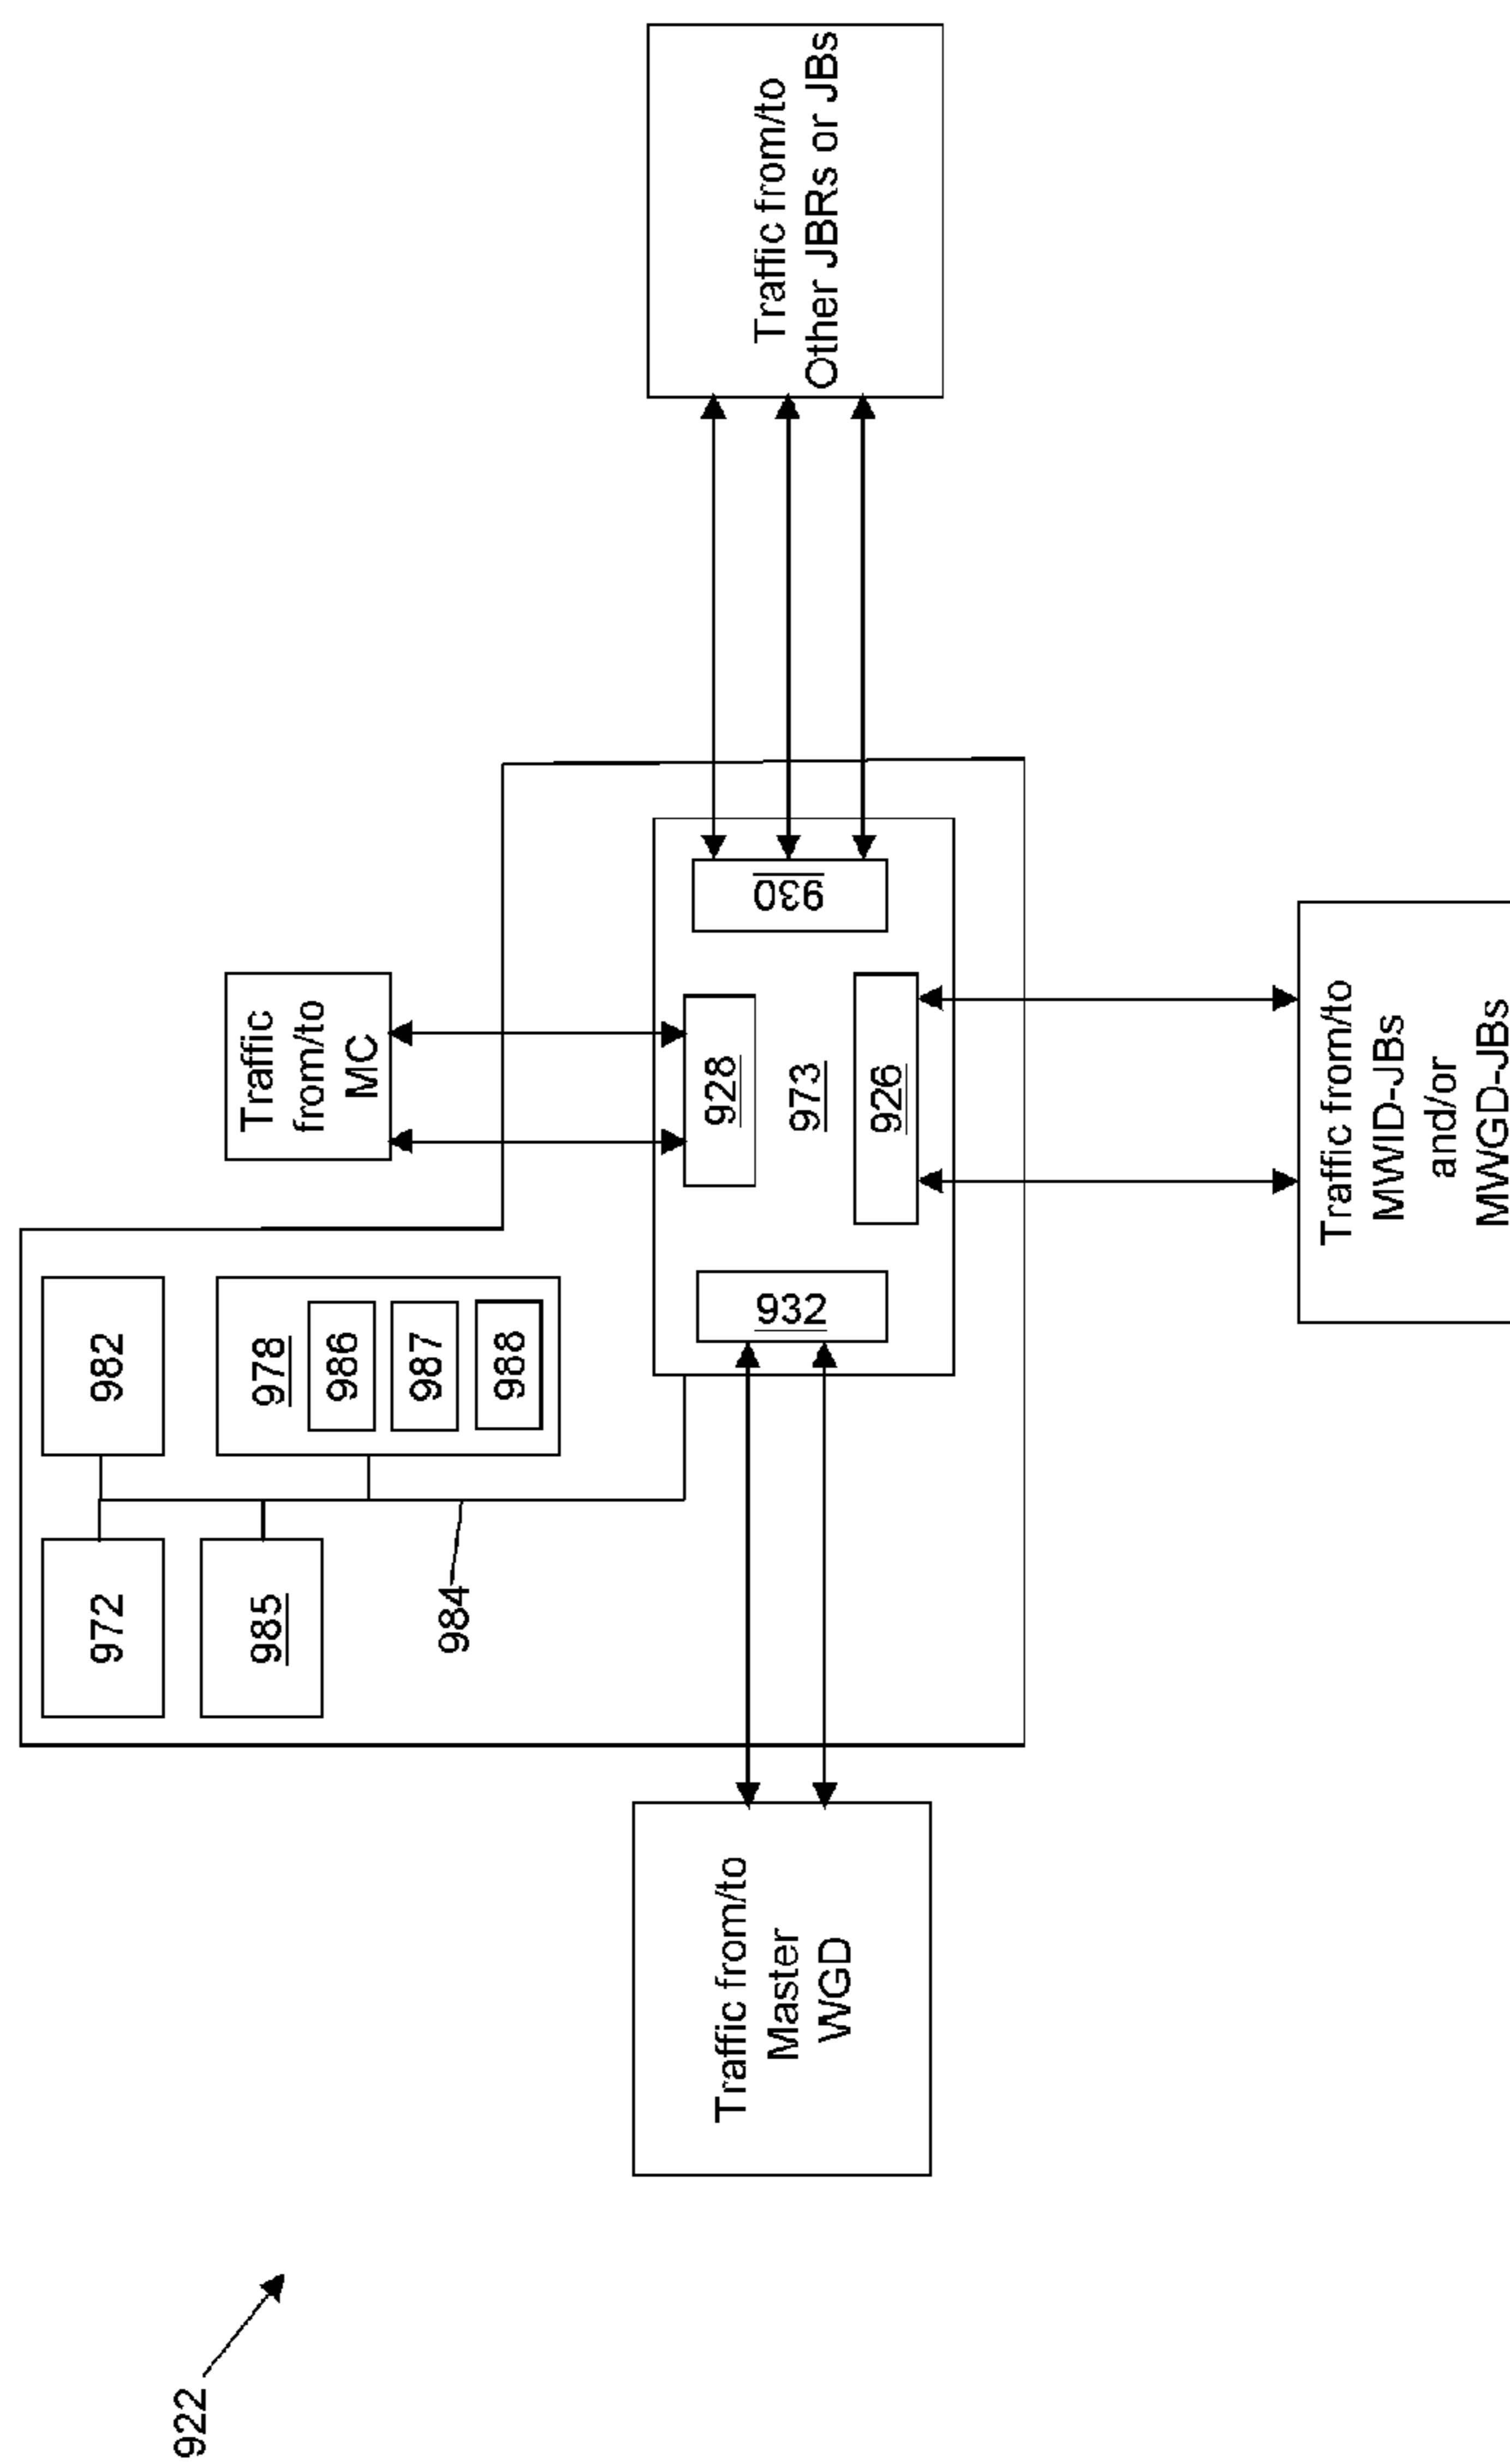 922
972
982
985
978
986
987
988
984
Traffic
from/to
MC
Traffic from/to
Master
WGD
932
928
973
926
930
Traffic from/to
Other JBRs or JBs
Traffic from/to
MWID-JBs
and/or
MWGD-JBs